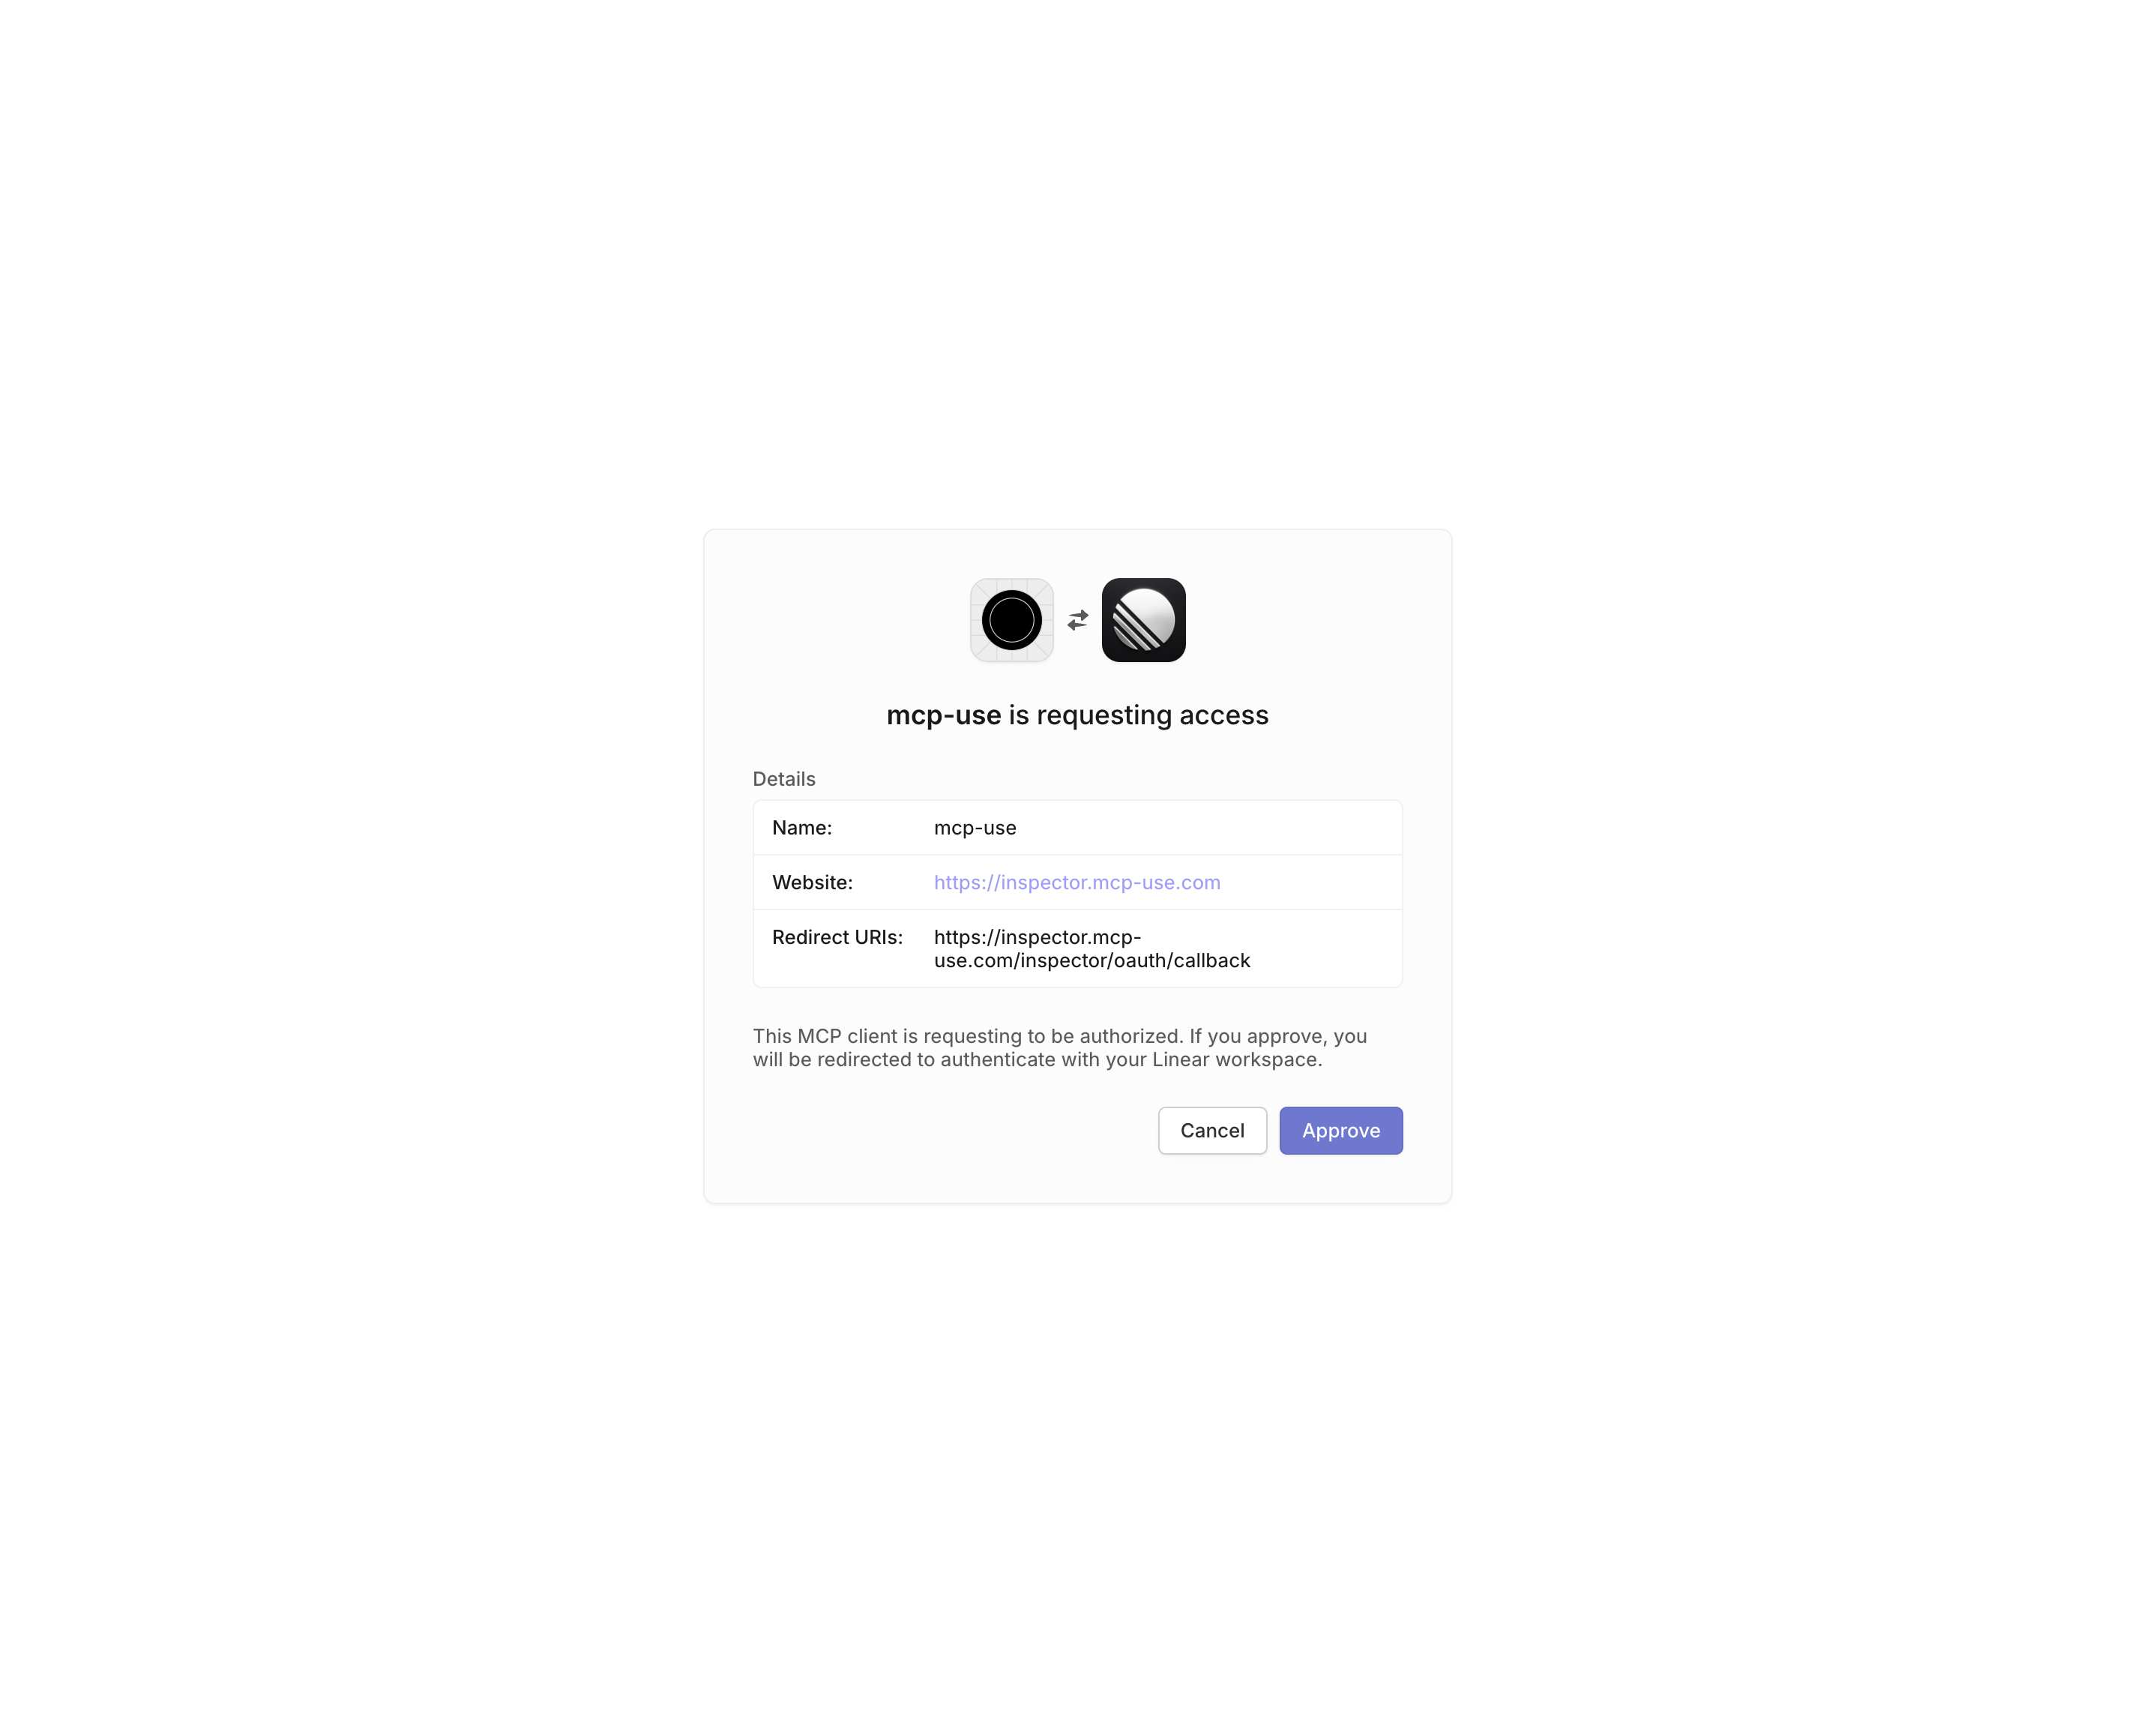 mcp-use is requesting access
Details
Name: mcp-use
Website: https://inspector.mcp-use.com
Redirect URIs: https://inspector.mcp-
use.com/inspector/oauth/callback
This MCP client is requesting to be authorized. If you approve, you
will be redirected to authenticate with your Linear workspace.
Cancel Approve